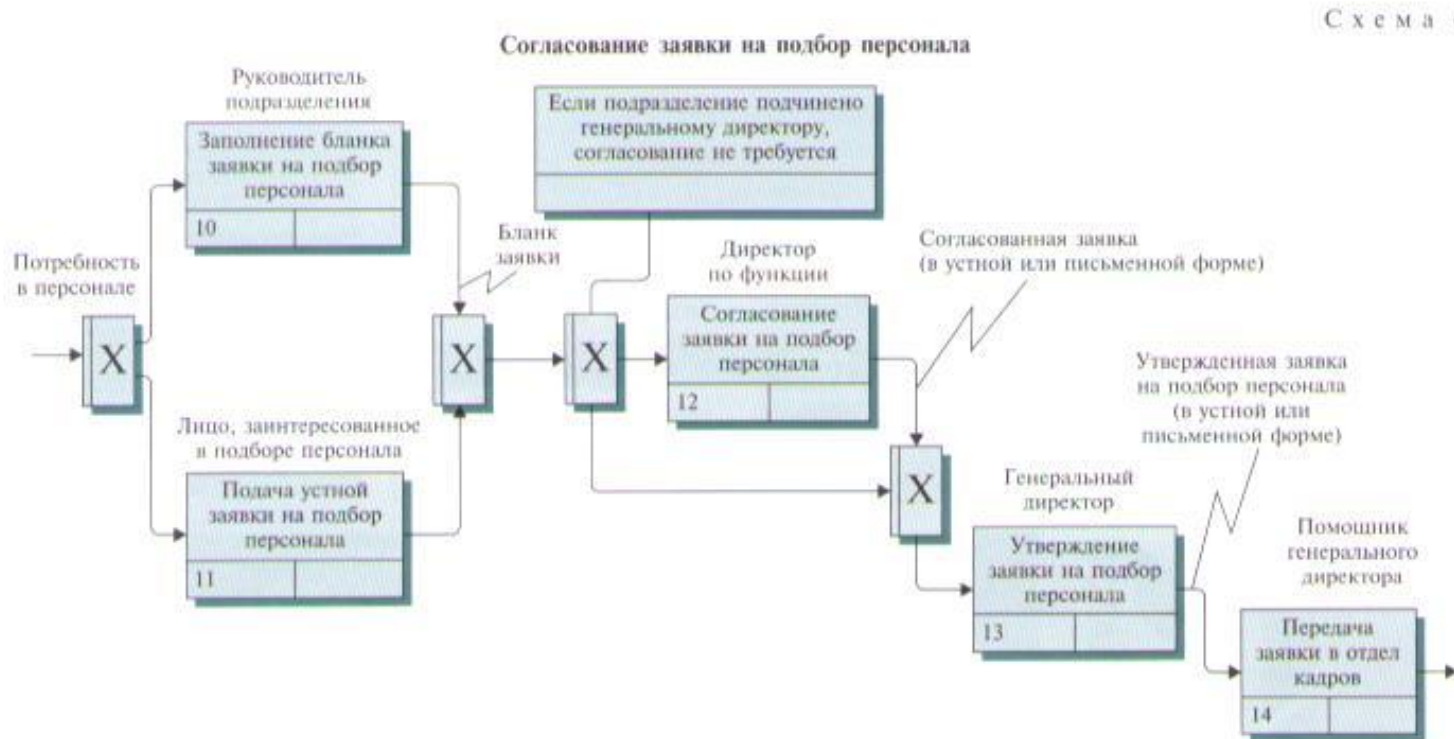 Схема
Согласование заявки на подбор персонала
Руководитель
подразделения
Заполнение бланка
заявки на подбор
персонала
10
Если подразделение подчинено
генеральному директору,
согласование не требуется
Потребность
в персонале
X
Бланк
заявки
X
X
Директор
по функции
Согласование
заявки на подбор
персонала
12
Согласованная заявка
(в устной или письменной форме)
Лицо, заинтересованное
в подборе персонала
Подача устной
заявки на подбор
персонала
11
X
Утвержденная заявка
на подбор персонала
(в устной или
письменной форме)
Генеральный
директор
Утверждение
заявки на подбор
персонала
13
Помощник
генерального
директора
Передача
заявки в отдел
кадров
14